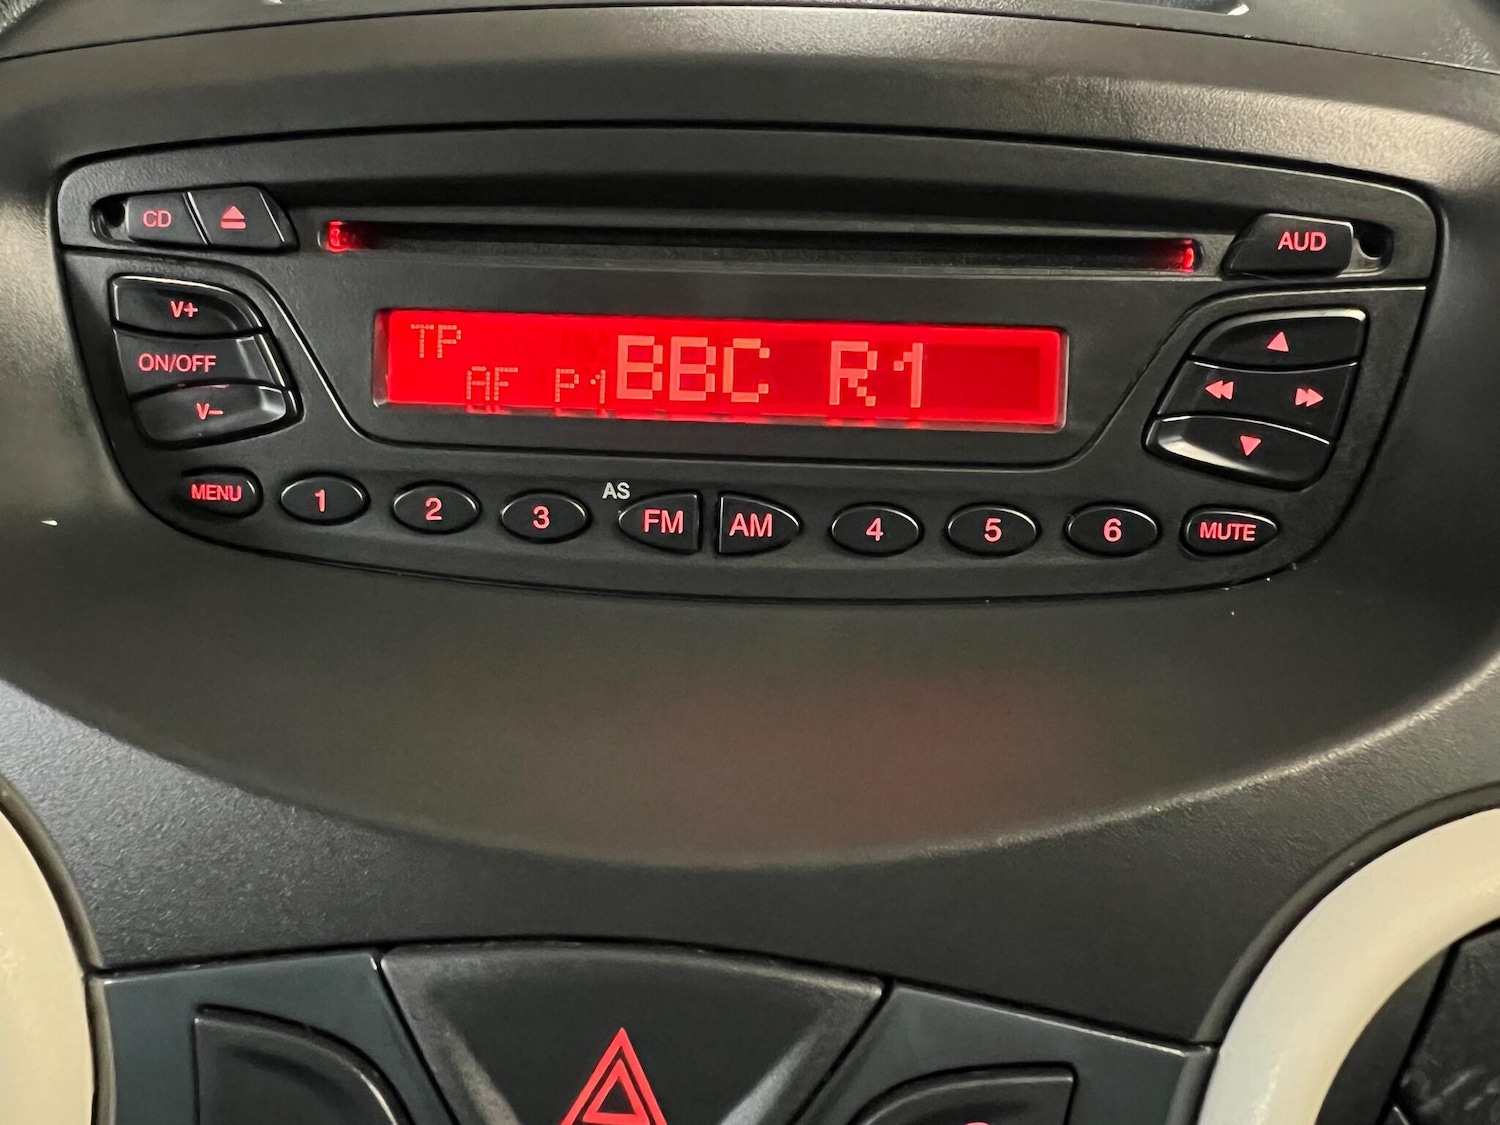 CD
AUD
V+
ON/OFF
V–
TP
AF P1 BBC R1
MENU 1 2 3 AS FM AM 4 5 6 MUTE